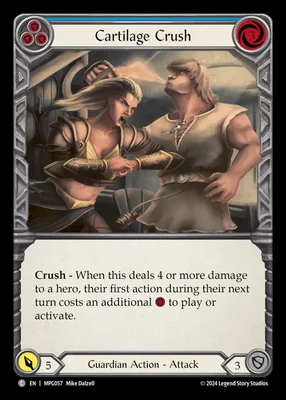 Cartilage Crush
Crush - When this deals 4 or more damage
to a hero, their first action during their next
turn costs an additional to play or
activate.
5
Guardian Action - Attack
3
C EN | MPG057 Mike Dalzell
© 2024 Legend Story Studios